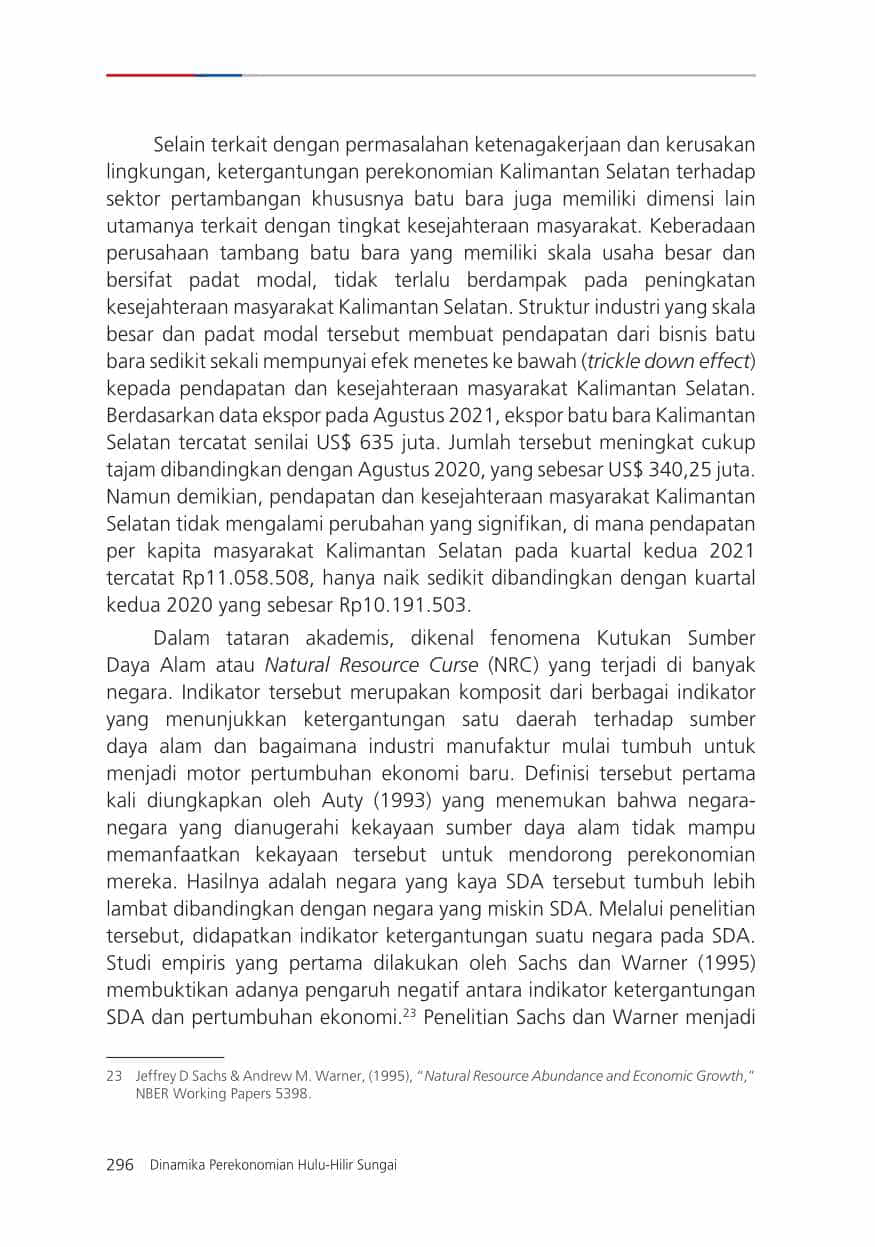 Selain terkait dengan permasalahan ketenagakerjaan dan kerusakan
lingkungan, ketergantungan perekonomian Kalimantan Selatan terhadap
sektor pertambangan khususnya batu bara juga memiliki dimensi lain
utamanya terkait dengan tingkat kesejahteraan masyarakat. Keberadaan
perusahaan tambang batu bara yang memiliki skala usaha besar dan
bersifat padat modal, tidak terlalu berdampak pada peningkatan
kesejahteraan masyarakat Kalimantan Selatan. Struktur industri yang skala
besar dan padat modal tersebut membuat pendapatan dari bisnis batu
bara sedikit sekali mempunyai efek menetes ke bawah (trickle down effect)
kepada pendapatan dan kesejahteraan masyarakat Kalimantan Selatan.
Berdasarkan data ekspor pada Agustus 2021, ekspor batu bara Kalimantan
Selatan tercatat senilai US$ 635 juta. Jumlah tersebut meningkat cukup
tajam dibandingkan dengan Agustus 2020, yang sebesar US$ 340,25 juta.
Namun demikian, pendapatan dan kesejahteraan masyarakat Kalimantan
Selatan tidak mengalami perubahan yang signifikan, di mana pendapatan
per kapita masyarakat Kalimantan Selatan pada kuartal kedua 2021
tercatat Rp11.058.508, hanya naik sedikit dibandingkan dengan kuartal
kedua 2020 yang sebesar Rp10.191.503.
Dalam tataran akademis, dikenal fenomena Kutukan Sumber
Daya Alam atau Natural Resource Curse (NRC) yang terjadi di banyak
negara. Indikator tersebut merupakan komposit dari berbagai indikator
yang menunjukkan ketergantungan satu daerah terhadap sumber
daya alam dan bagaimana industri manufaktur mulai tumbuh untuk
menjadi motor pertumbuhan ekonomi baru. Definisi tersebut pertama
kali diungkapkan oleh Auty (1993) yang menemukan bahwa negara-
negara yang dianugerahi kekayaan sumber daya alam tidak mampu
memanfaatkan kekayaan tersebut untuk mendorong perekonomian
mereka. Hasilnya adalah negara yang kaya SDA tersebut tumbuh lebih
lambat dibandingkan dengan negara yang miskin SDA. Melalui penelitian
tersebut, didapatkan indikator ketergantungan suatu negara pada SDA.
Studi empiris yang pertama dilakukan oleh Sachs dan Warner (1995)
membuktikan adanya pengaruh negatif antara indikator ketergantungan
SDA dan pertumbuhan ekonomi.²³ Penelitian Sachs dan Warner menjadi
23 Jeffrey D Sachs & Andrew M. Warner, (1995), "Natural Resource Abundance and Economic Growth,"
NBER Working Papers 5398.
296 Dinamika Perekonomian Hulu-Hilir Sungai